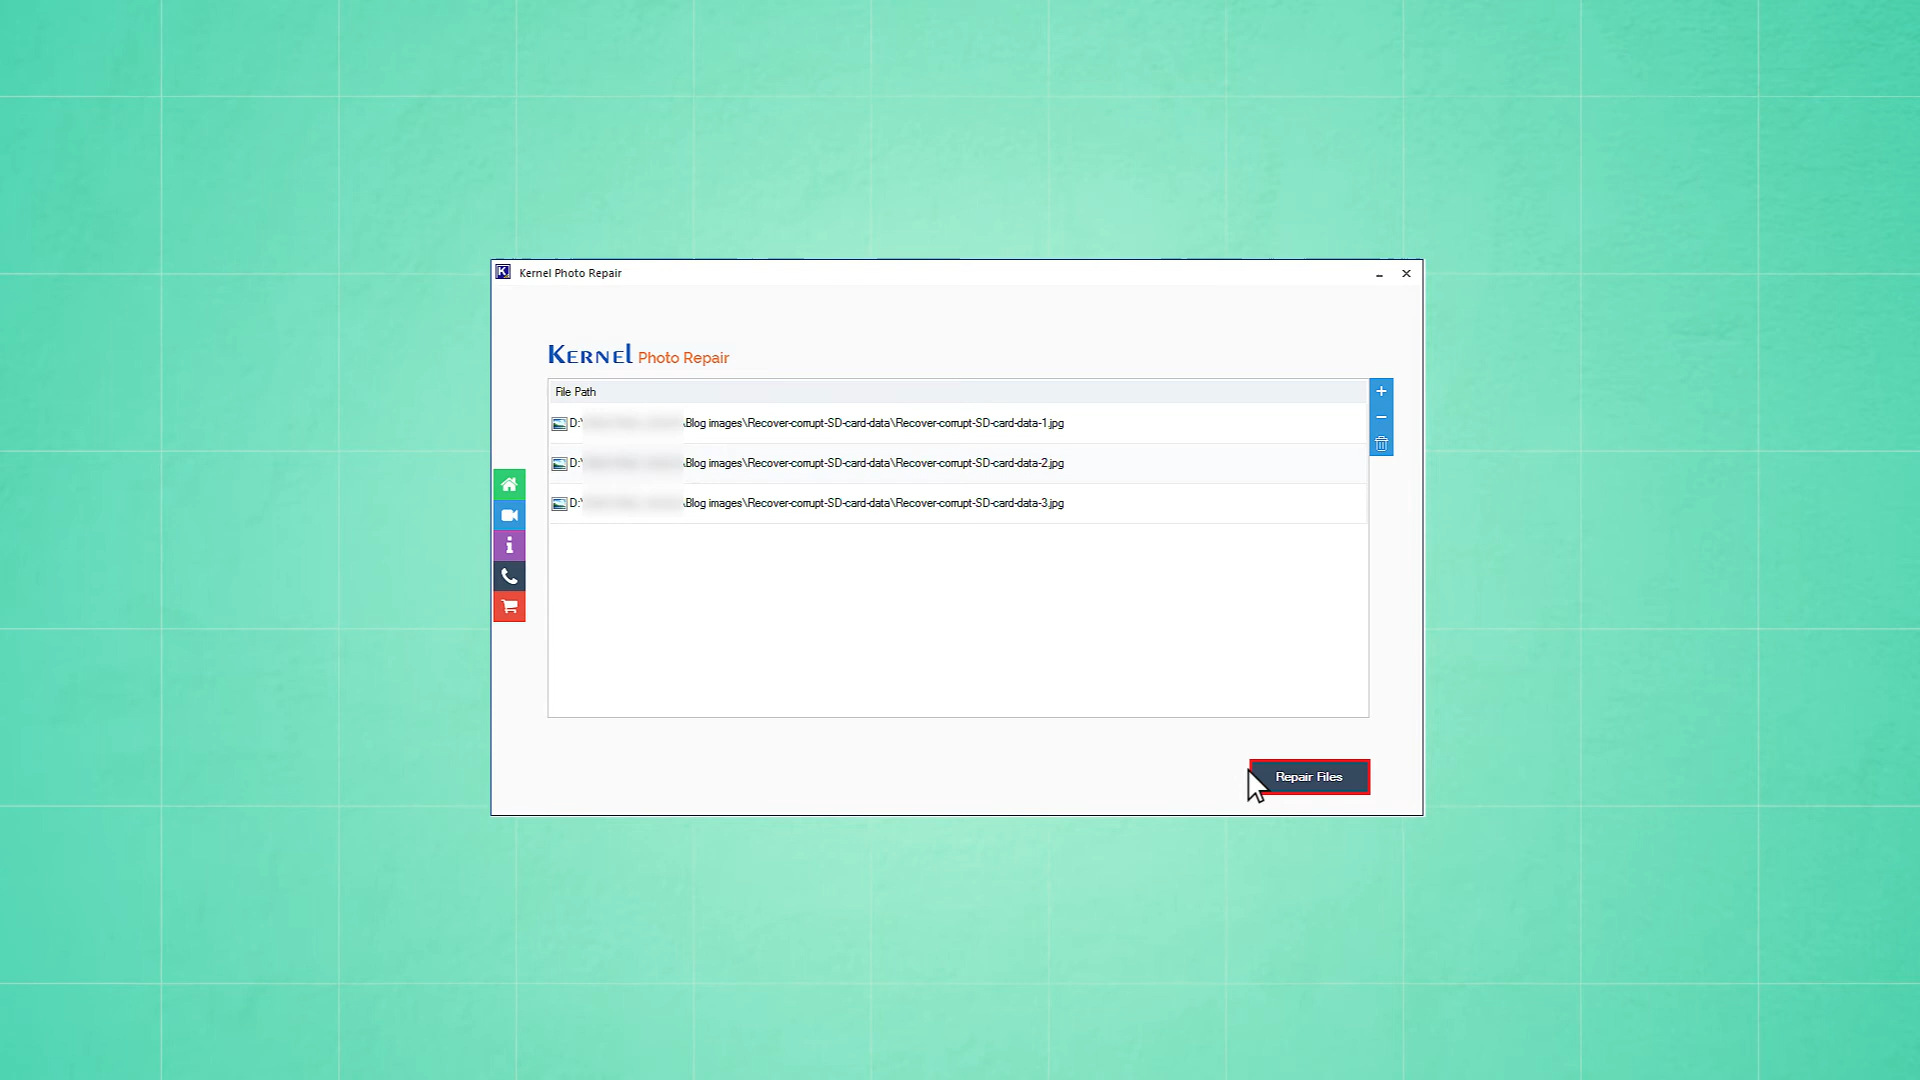 Kernel Photo Repair
KERNEL Photo Repair
File Path
D:\ \Blog images\Recover-corrupt-SD-card-data\Recover-corrupt-SD-card-data-1.jpg
D:\ \Blog images\Recover-corrupt-SD-card-data\Recover-corrupt-SD-card-data-2.jpg
D:\ \Blog images\Recover-corrupt-SD-card-data\Recover-corrupt-SD-card-data-3.jpg
Repair Files